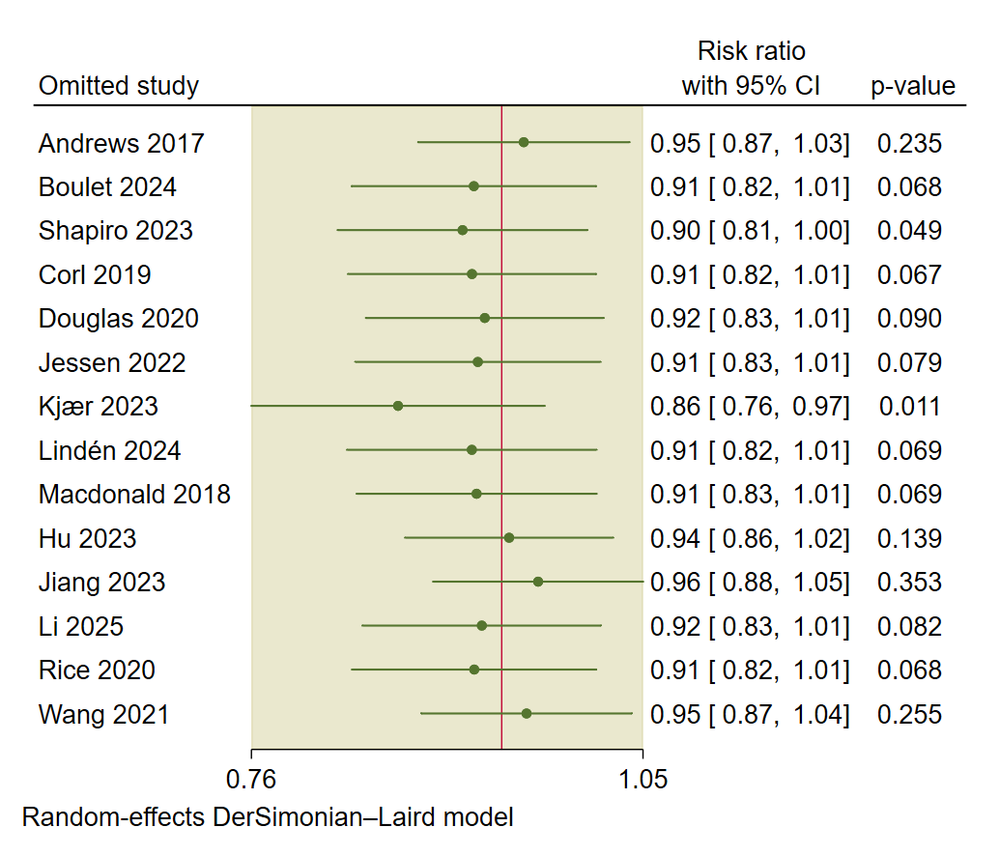 Risk ratio
Omitted study with 95% CI p-value
Andrews 2017 0.95 [ 0.87, 1.03] 0.235
Boulet 2024 0.91 [ 0.82, 1.01] 0.068
Shapiro 2023 0.90 [ 0.81, 1.00] 0.049
Corl 2019 0.91 [ 0.82, 1.01] 0.067
Douglas 2020 0.92 [ 0.83, 1.01] 0.090
Jessen 2022 0.91 [ 0.83, 1.01] 0.079
Kjær 2023 0.86 [ 0.76, 0.97] 0.011
Lindén 2024 0.91 [ 0.82, 1.01] 0.069
Macdonald 2018 0.91 [ 0.83, 1.01] 0.069
Hu 2023 0.94 [ 0.86, 1.02] 0.139
Jiang 2023 0.96 [ 0.88, 1.05] 0.353
Li 2025 0.92 [ 0.83, 1.01] 0.082
Rice 2020 0.91 [ 0.82, 1.01] 0.068
Wang 2021 0.95 [ 0.87, 1.04] 0.255
0.76 1.05
Random-effects DerSimonian–Laird model